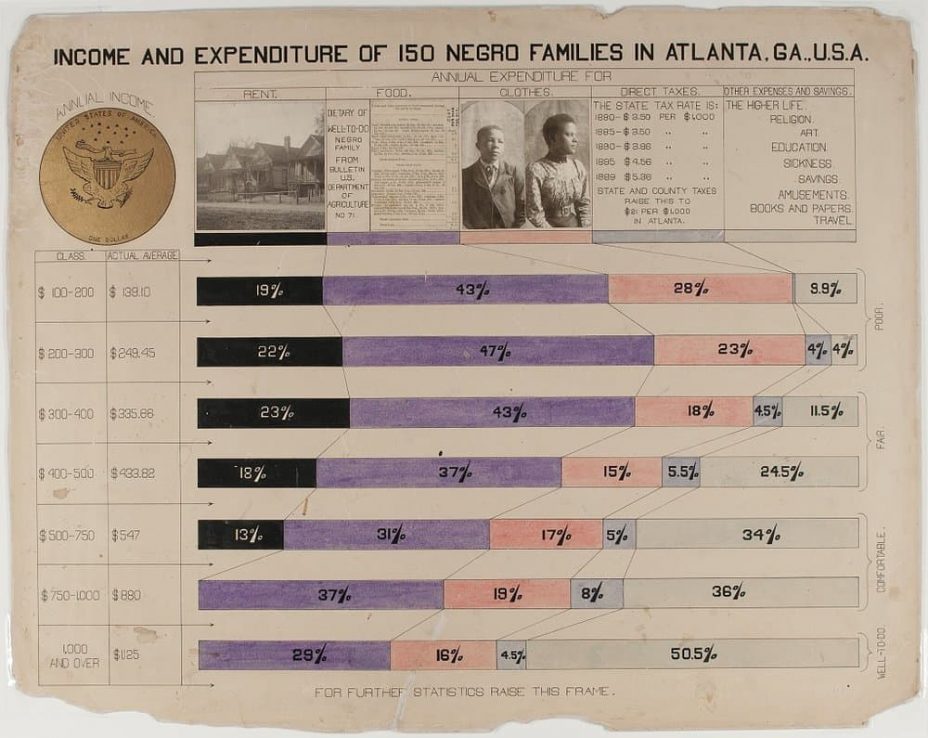 INCOME AND EXPENDITURE OF 150 NEGRO FAMILIES IN ATLANTA, GA., U.S.A.
ANNUAL EXPENDITURE FOR
ANNUAL INCOME
RENT. FOOD. CLOTHES. DIRECT TAXES. OTHER EXPENSES AND SAVINGS.
UNITED STATES OF AMERICA
ONE DOLLAR
DIETARY OF
WELL-TO-DO
NEGRO
FAMILY
FROM
BULLETIN
U.S.
DEPARTMENT
OF
AGRICULTURE
NO 71
THE STATE TAX RATE IS:
1880- $ 3.50 PER $1,000
1885- $ 3.50 " "
1890- $ 3.96 " "
1895 $ 4.56 " "
1899 $ 5.36 " "
STATE AND COUNTY TAXES
RAISE THIS TO
PER $1,000
IN ATLANTA.
THE HIGHER LIFE.
RELIGION.
ART.
EDUCATION.
SICKNESS.
SAVINGS.
AMUSEMENTS.
BOOKS AND PAPERS.
TRAVEL.
CLASS. ACTUAL AVERAGE.
$ 100-200 $ 139.10 19% 43% 28% 9.9%
$ 200-300 $ 249.45 22% 47% 23% 4% 4%
POOR.
$ 300-400 $ 335.66 23% 43% 18% 4.5% 11.5%
$ 400-500 $ 433.82 18% 37% 15% 5.5% 24.5%
FAIR.
$ 500-750 $ 547 13% 31% 17% 5% 34%
$ 750-1,000 $ 880 37% 19% 8% 36%
COMFORTABLE.
1,000
AND OVER $1,125 29% 16% 4.5% 50.5%
WELL-TO-DO.
FOR FURTHER STATISTICS RAISE THIS FRAME.